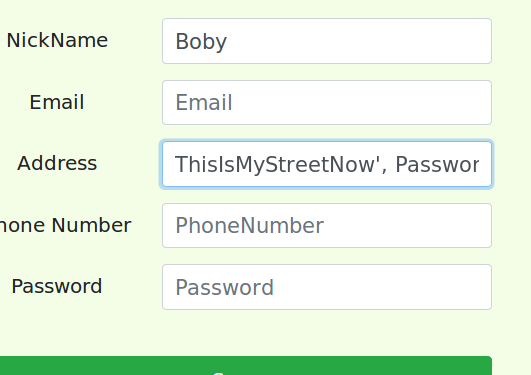 NickName Boby
Email Email
Address ThisIsMyStreetNow', Passwor
hone Number PhoneNumber
Password Password